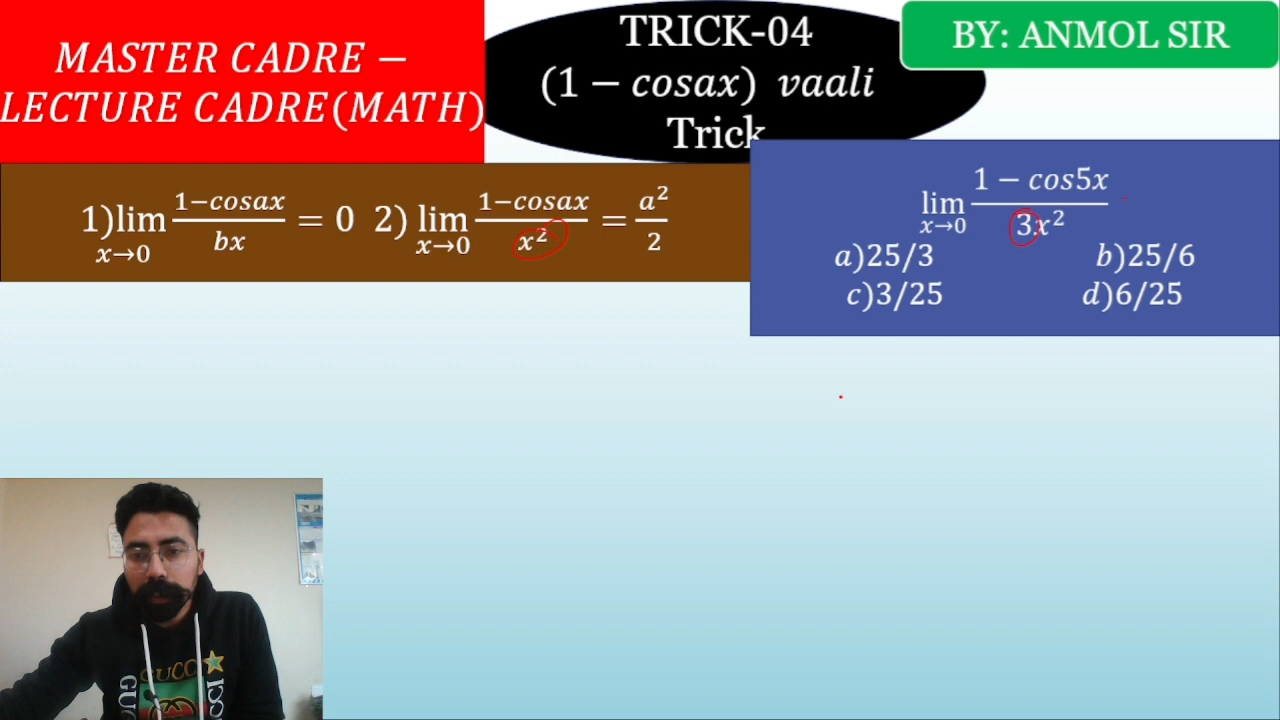 MASTER CADRE −
LECTURE CADRE(MATH)
TRICK-04
(1 − cosax) vaali
Trick
BY: ANMOL SIR
1) lim x→0 (1−cosax)/(bx) = 0 2) lim x→0 (1−cosax)/(x²) = a²/2
lim x→0 (1 − cos5x)/(3x²)
a)25/3 b)25/6
c)3/25 d)6/25
GUCCI